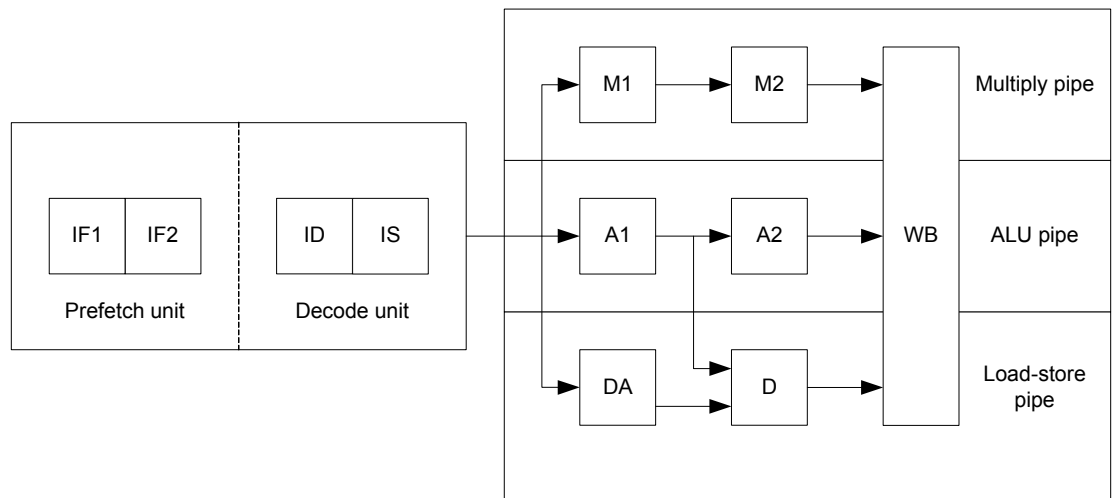 M1
M2
Multiply pipe
IF1
IF2
ID
IS
A1
A2
WB
ALU pipe
Prefetch unit
Decode unit
DA
D
Load-store
pipe